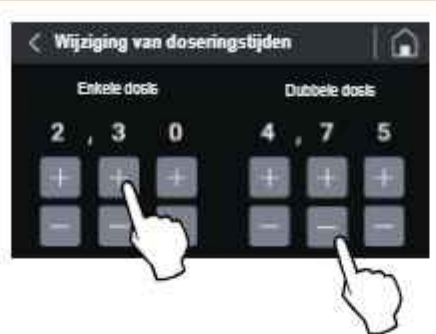 < Wijziging van doseringstijden
Enkele dosis Dubbele dosis
2 , 3 0 4 , 7 5
+ + + + + +
− − − − −